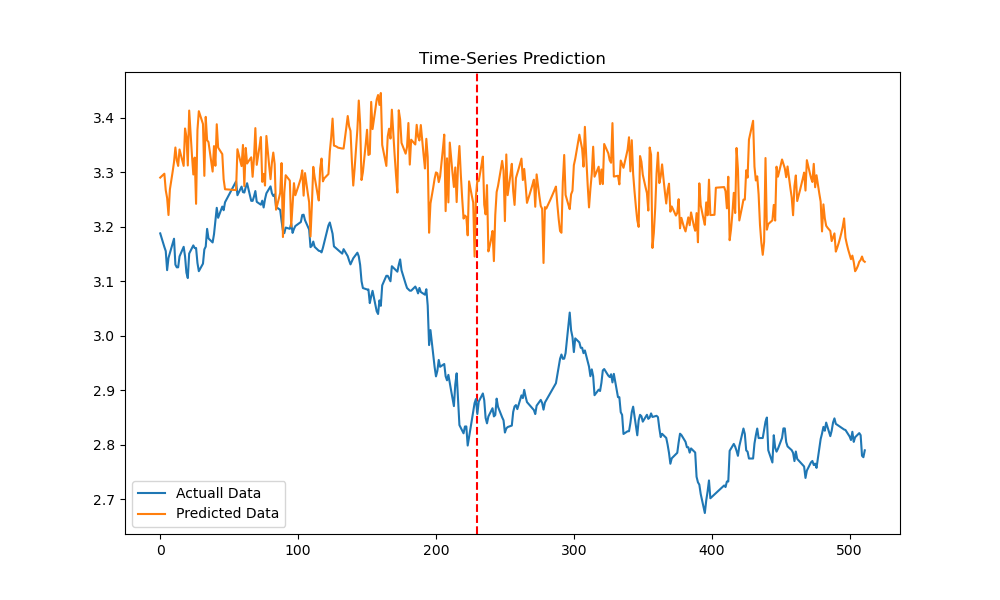 Time-Series Prediction
3.4
3.3
3.2
3.1
3.0
2.9
2.8
2.7
Actuall Data
Predicted Data
0 100 200 300 400 500